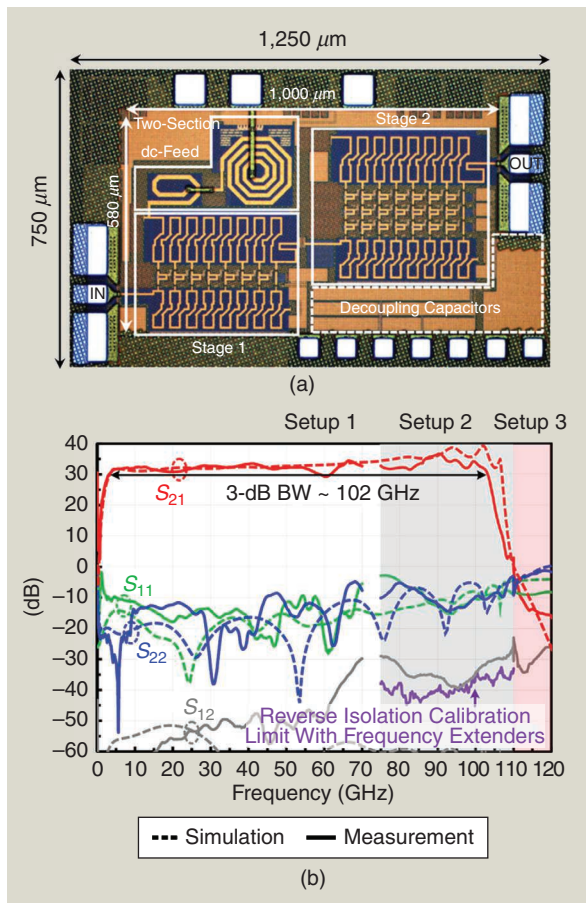 1,250 μm
750 μm
1,000 μm
580 μm
Two-Section
dc-Feed
Stage 2
OUT
IN
Decoupling Capacitors
Stage 1
(a)
Setup 1 Setup 2 Setup 3
40
30
20
10
0
−10
−20
−30
−40
−50
−60
(dB)
S21
3-dB BW ~ 102 GHz
S11
S22
S12
Reverse Isolation Calibration
Limit With Frequency Extenders
0 10 20 30 40 50 60 70 80 90 100 110 120
Frequency (GHz)
Simulation Measurement
(b)